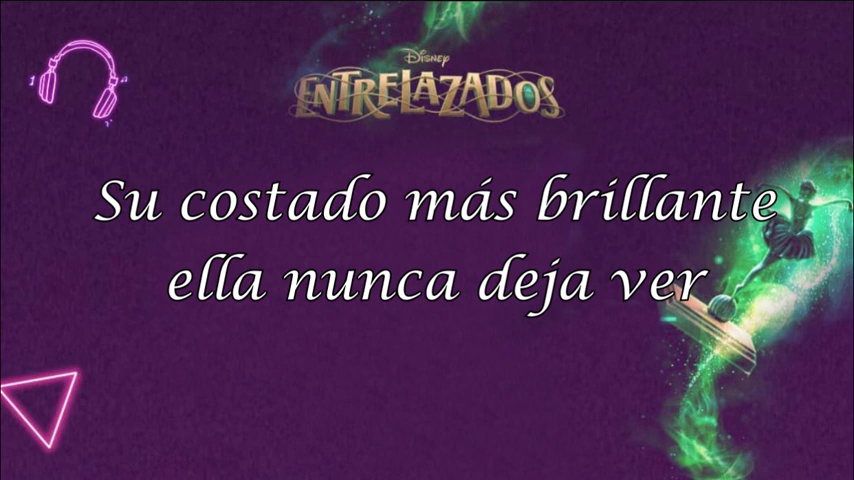 Disney
ENTRELAZADOS
Su costado más brillante
ella nunca deja ver